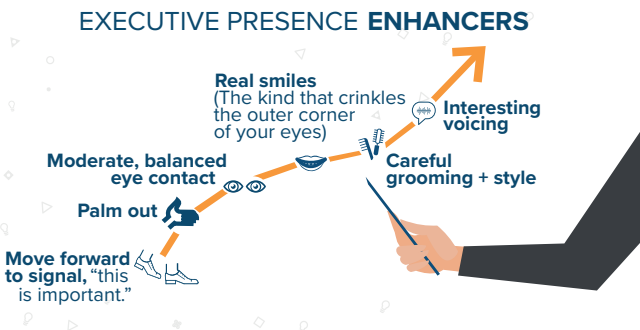 EXECUTIVE PRESENCE ENHANCERS
Real smiles
(The kind that crinkles
the outer corner
of your eyes)
Interesting
voicing
Moderate, balanced
eye contact
Careful
grooming + style
Palm out
Move forward
to signal, “this
is important.”